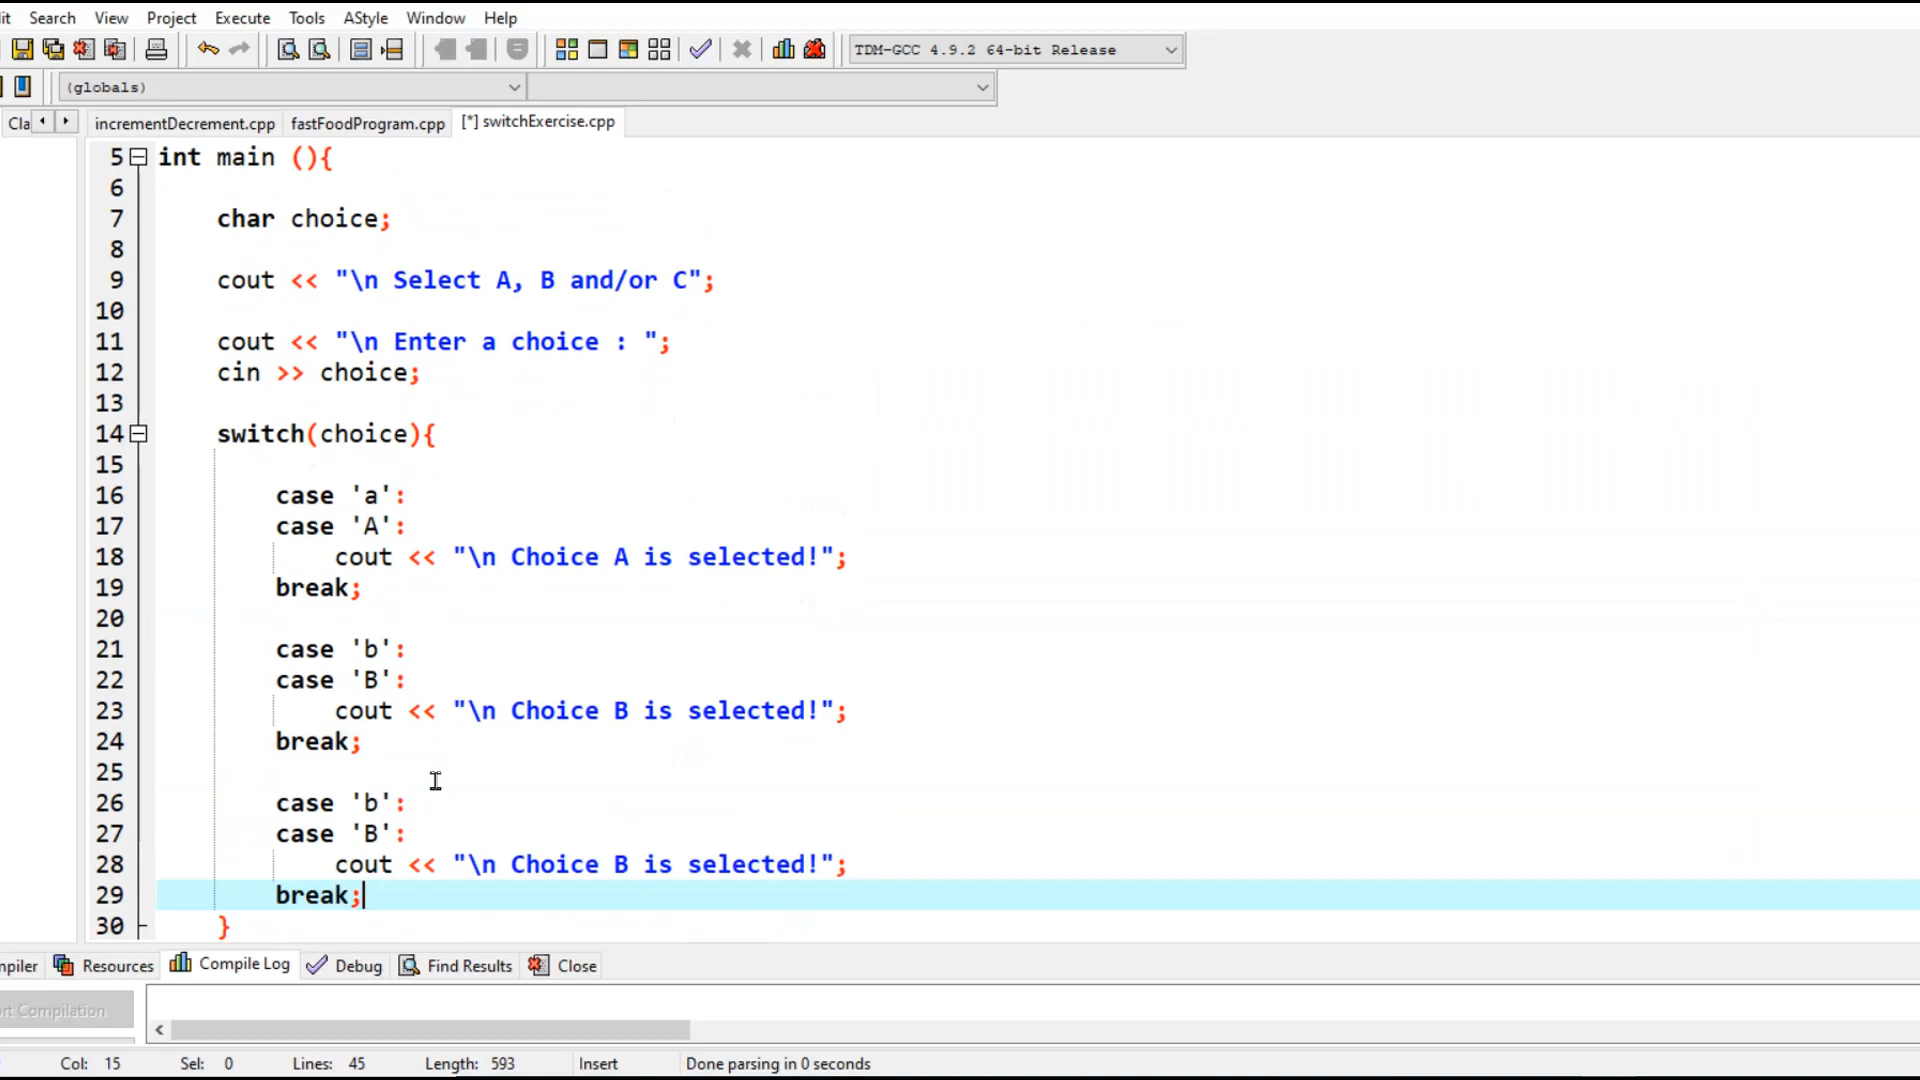 it Search View Project Execute Tools AStyle Window Help
TDM-GCC 4.9.2 64-bit Release
(globals)
Cla incrementDecrement.cpp fastFoodProgram.cpp [*] switchExercise.cpp
5 int main (){
6
7 char choice;
8
9 cout << "\n Select A, B and/or C";
10
11 cout << "\n Enter a choice : ";
12 cin >> choice;
13
14 switch(choice){
15
16 case 'a':
17 case 'A':
18 cout << "\n Choice A is selected!";
19 break;
20
21 case 'b':
22 case 'B':
23 cout << "\n Choice B is selected!";
24 break;
25
26 case 'b':
27 case 'B':
28 cout << "\n Choice B is selected!";
29 break;
30 }
mpiler Resources Compile Log Debug Find Results Close
ort Compilation
Col: 15 Sel: 0 Lines: 45 Length: 593 Insert Done parsing in 0 seconds